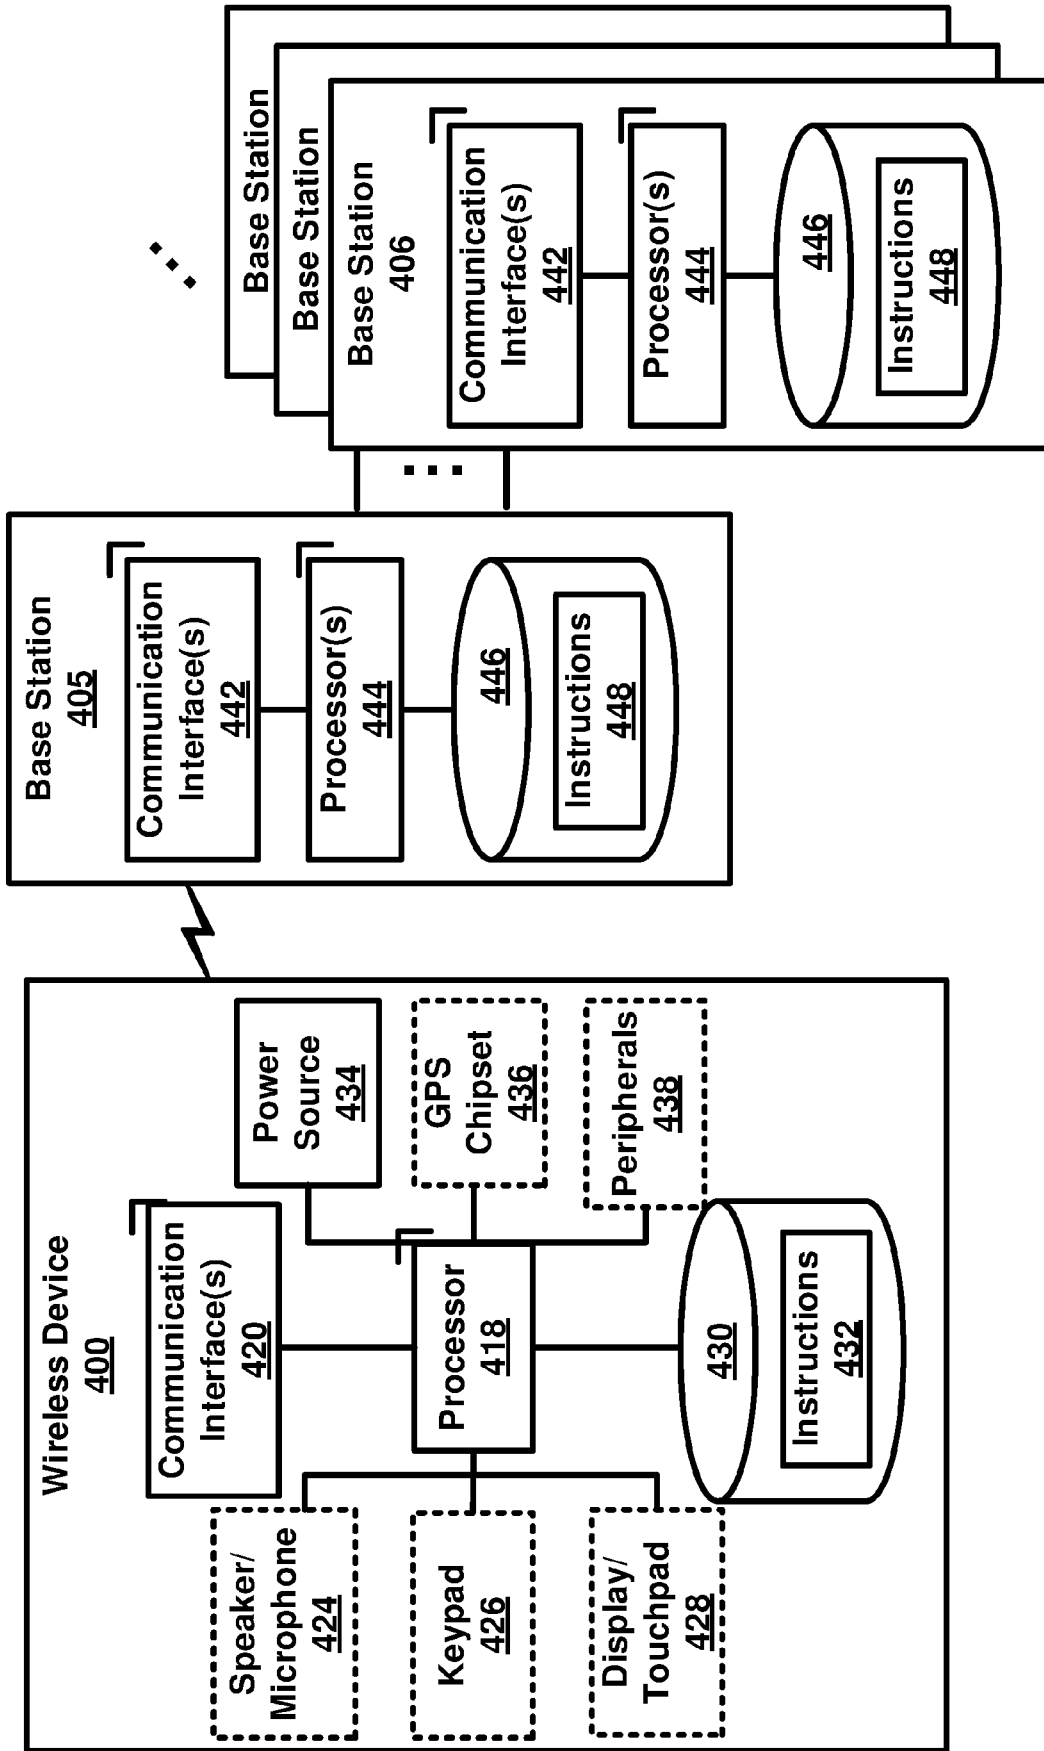 Wireless Device
400
Communication
Interface(s)
420
Speaker/
Microphone
424
Power
Source
434
Keypad
426
Processor
418
GPS
Chipset
436
Display/
Touchpad
428
Peripherals
438
430
Instructions
432
Base Station
405
Communication
Interface(s)
442
Processor(s)
444
446
Instructions
448
Base Station
Base Station
Base Station
406
Communication
Interface(s)
442
Processor(s)
444
446
Instructions
448